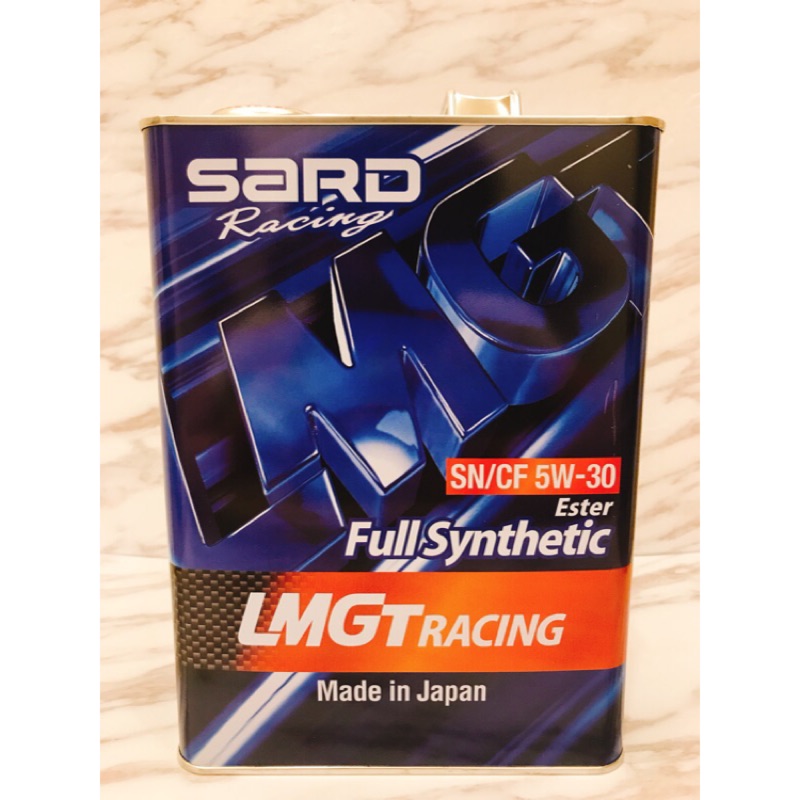 SARD
Racing
LMG
SN/CF 5W-30
Ester
Full Synthetic
LMGT RACING
Made in Japan